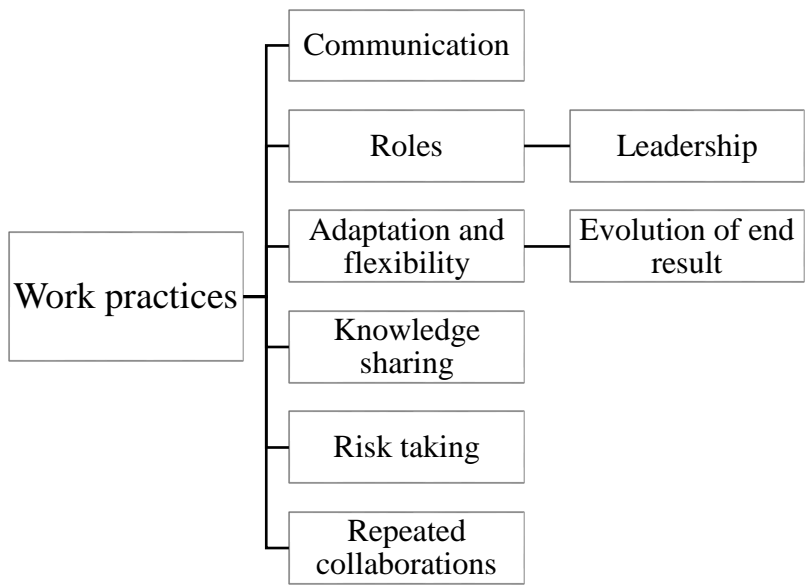 Communication
Roles
Leadership
Adaptation and
flexibility
Evolution of end
result
Work practices
Knowledge
sharing
Risk taking
Repeated
collaborations